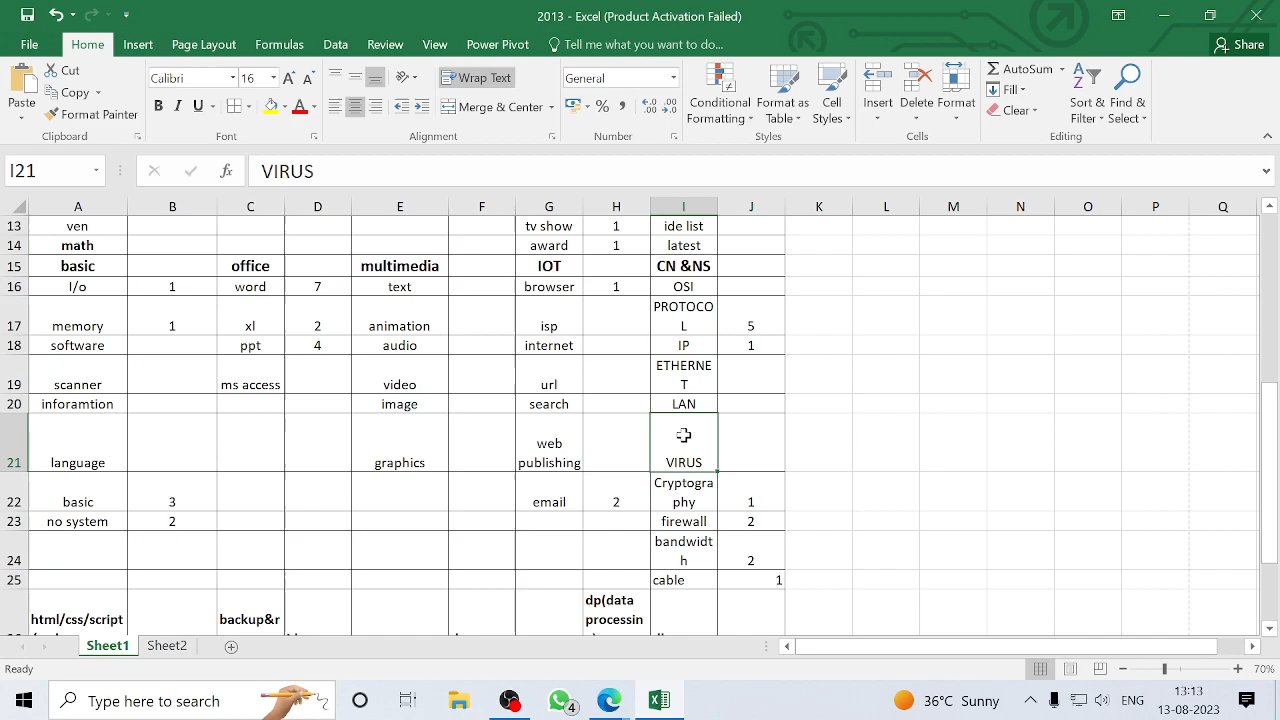 2013 - Excel (Product Activation Failed)
File Home Insert Page Layout Formulas Data Review View Power Pivot Tell me what you want to do... Share
Paste Cut Copy Format Painter Clipboard
Calibri 16 A A B I U A Font
Wrap Text Merge & Center Alignment
General % , Number
Conditional Formatting Format as Table Cell Styles Styles
Insert Delete Format Cells
AutoSum Fill Clear Sort & Filter Find & Select Editing
I21 fx VIRUS
A B C D E F G H I J K L M N O P Q
13 ven tv show 1 ide list
14 math award 1 latest
15 basic office multimedia IOT CN &NS
16 I/o 1 word 7 text browser 1 OSI
PROTOCO
17 memory 1 xl 2 animation isp L 5
18 software ppt 4 audio internet IP 1
ETHERNE
19 scanner ms access video url T
20 inforamtion image search LAN
web
21 language graphics publishing VIRUS
Cryptogra
22 basic 3 email 2 phy 1
23 no system 2 firewall 2
bandwidt
24 h 2
25 cable 1
dp(data
html/css/script backup&r processin
Sheet1 Sheet2
Ready 70%
Type here to search 4 36°C Sunny ENG 13:13
13-08-2023